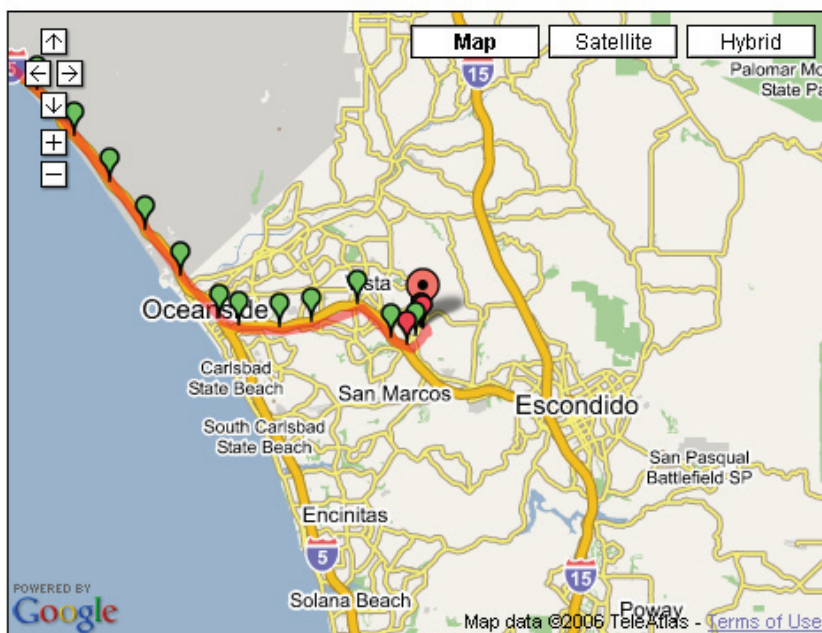 Map Satellite Hybrid
5
15
Palomar Mo
State Pa
Vista
Oceanside
Carlsbad
State Beach
San Marcos
Escondido
South Carlsbad
State Beach
San Pasqual
Battlefield SP
Encinitas
5
15
Solana Beach
Poway
POWERED BY
Google
Map data ©2006 TeleAtlas - Terms of Use